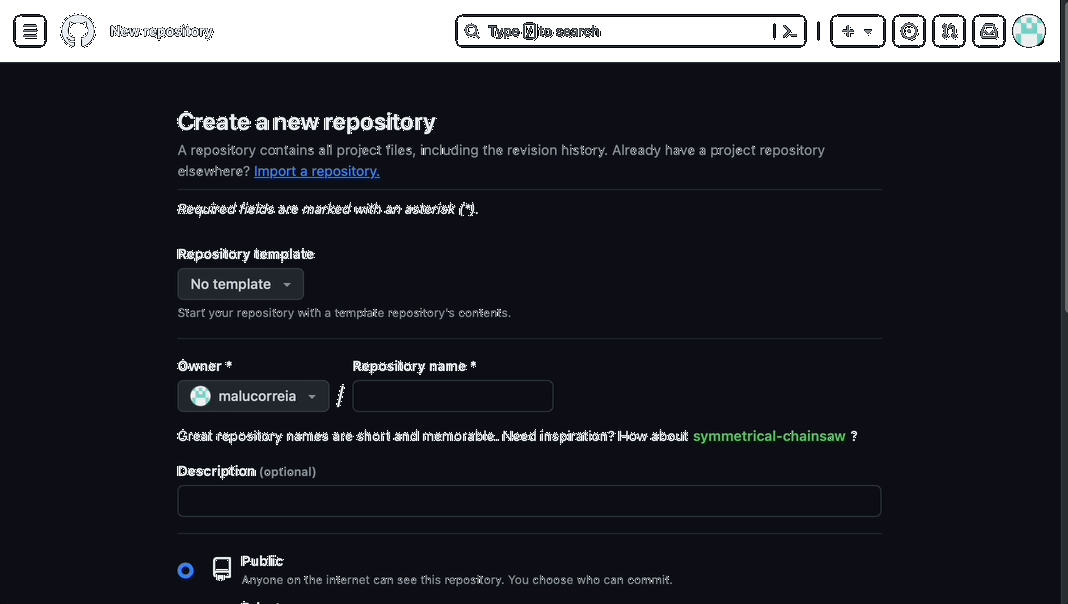 New repository
Type / to search
Create a new repository
A repository contains all project files, including the revision history. Already have a project repository
elsewhere? Import a repository.
Required fields are marked with an asterisk (*).
Repository template
No template
Start your repository with a template repository's contents.
Owner *
Repository name *
malucorreia
/
Great repository names are short and memorable. Need inspiration? How about symmetrical-chainsaw ?
Description (optional)
Public
Anyone on the internet can see this repository. You choose who can commit.